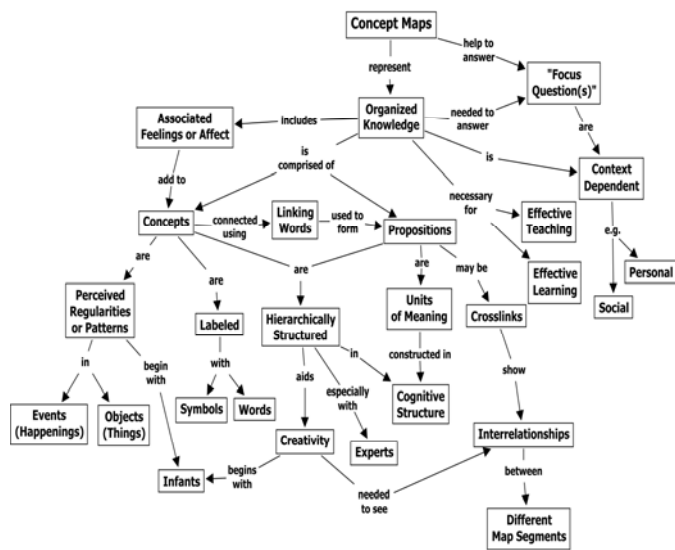 Concept Maps
help to
answer
represent
"Focus
Question(s)"
Organized
Knowledge
needed to
answer
Associated
Feelings or Affect
includes
are
is
comprised of
is
Context
Dependent
add to
necessary
for
Effective
Teaching
Concepts
connected
using
Linking
Words
used to
form
Propositions
e.g.
Personal
are
are
are
are
may be
Effective
Learning
Social
Perceived
Regularities
or Patterns
Labeled
Hierarchically
Structured
Units
of Meaning
Crosslinks
in
begin
with
with
aids
in
constructed in
show
especially
with
Events
(Happenings)
Objects
(Things)
Symbols
Words
Cognitive
Structure
Creativity
Experts
Interrelationships
Infants
begins
with
needed
to see
between
Different
Map Segments